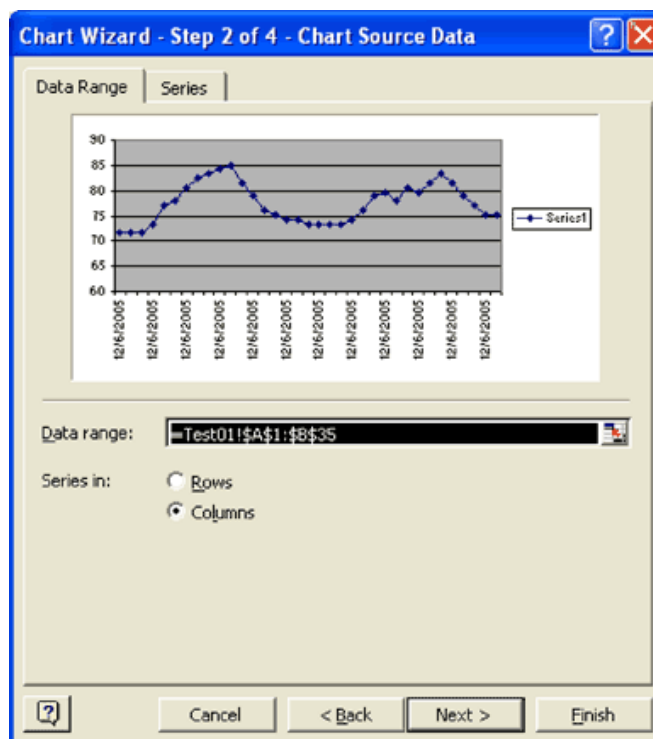 Chart Wizard - Step 2 of 4 - Chart Source Data
Data Range
Series
90
85
80
75
70
65
60
Series1
12/6/2005
12/6/2005
12/6/2005
12/6/2005
12/6/2005
12/6/2005
12/6/2005
12/6/2005
12/6/2005
12/6/2005
12/6/2005
12/6/2005
Data range:
=Test01!$A$1:$B$35
Series in:
Rows
Columns
Cancel
< Back
Next >
Finish